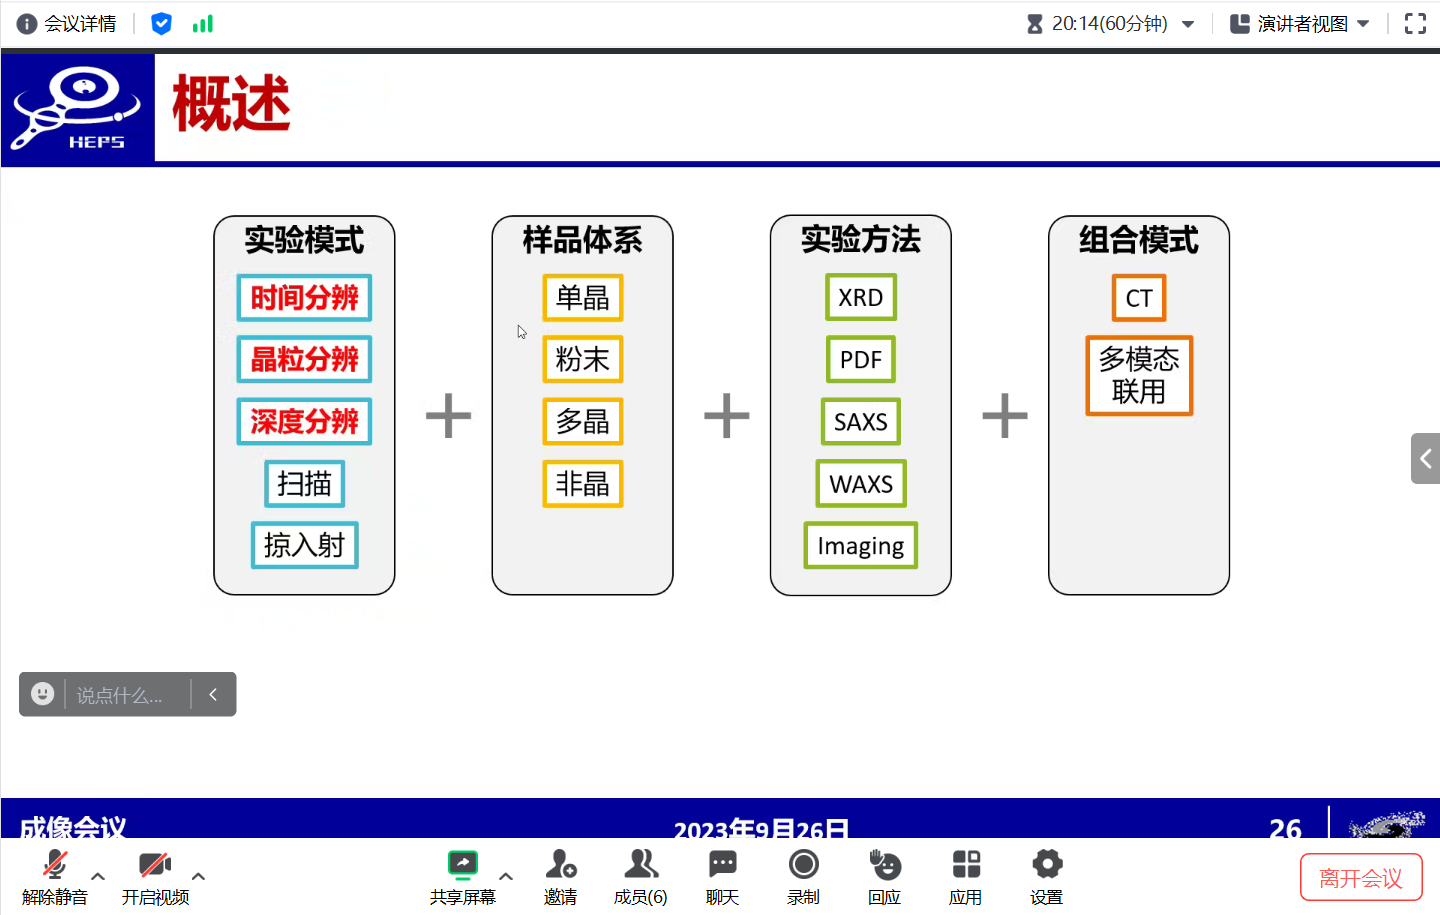 会议详情
20:14(60分钟)
演讲者视图
HEPS
概述
实验模式
时间分辨
晶粒分辨
深度分辨
扫描
掠入射
样品体系
单晶
粉末
多晶
非晶
实验方法
XRD
PDF
SAXS
WAXS
Imaging
组合模式
CT
多模态
联用
说点什么...
成像会议
2023年9月26日
26
解除静音
开启视频
共享屏幕
邀请
成员(6)
聊天
录制
回应
应用
设置
离开会议